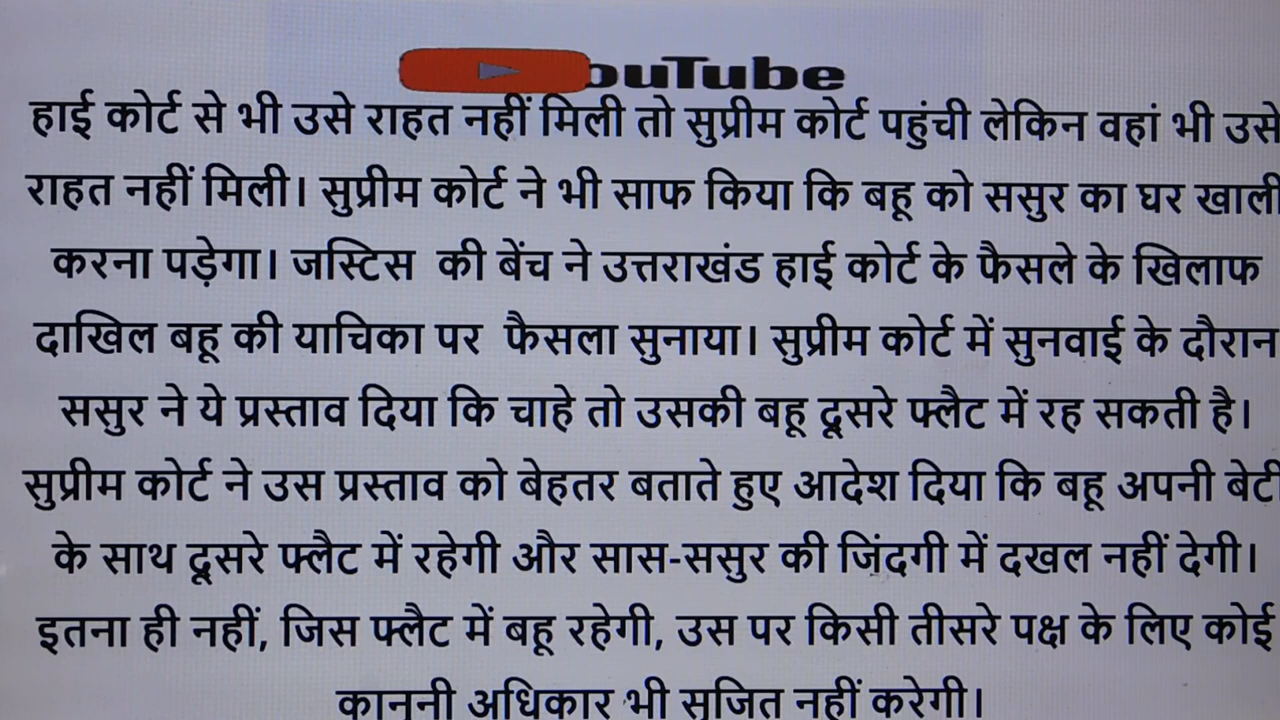 ouTube
हाई कोर्ट से भी उसे राहत नहीं मिली तो सुप्रीम कोर्ट पहुंची लेकिन वहां भी उसे
राहत नहीं मिली। सुप्रीम कोर्ट ने भी साफ किया कि बहू को ससुर का घर खाली
करना पड़ेगा। जस्टिस की बेंच ने उत्तराखंड हाई कोर्ट के फैसले के खिलाफ
दाखिल बहू की याचिका पर फैसला सुनाया। सुप्रीम कोर्ट में सुनवाई के दौरान
ससुर ने ये प्रस्ताव दिया कि चाहे तो उसकी बहू दूसरे फ्लैट में रह सकती है।
सुप्रीम कोर्ट ने उस प्रस्ताव को बेहतर बताते हुए आदेश दिया कि बहू अपनी बेटी
के साथ दूसरे फ्लैट में रहेगी और सास-ससुर की जिंदगी में दखल नहीं देगी।
इतना ही नहीं, जिस फ्लैट में बहू रहेगी, उस पर किसी तीसरे पक्ष के लिए कोई
कानूनी अधिकार भी सृजित नहीं करेगी।